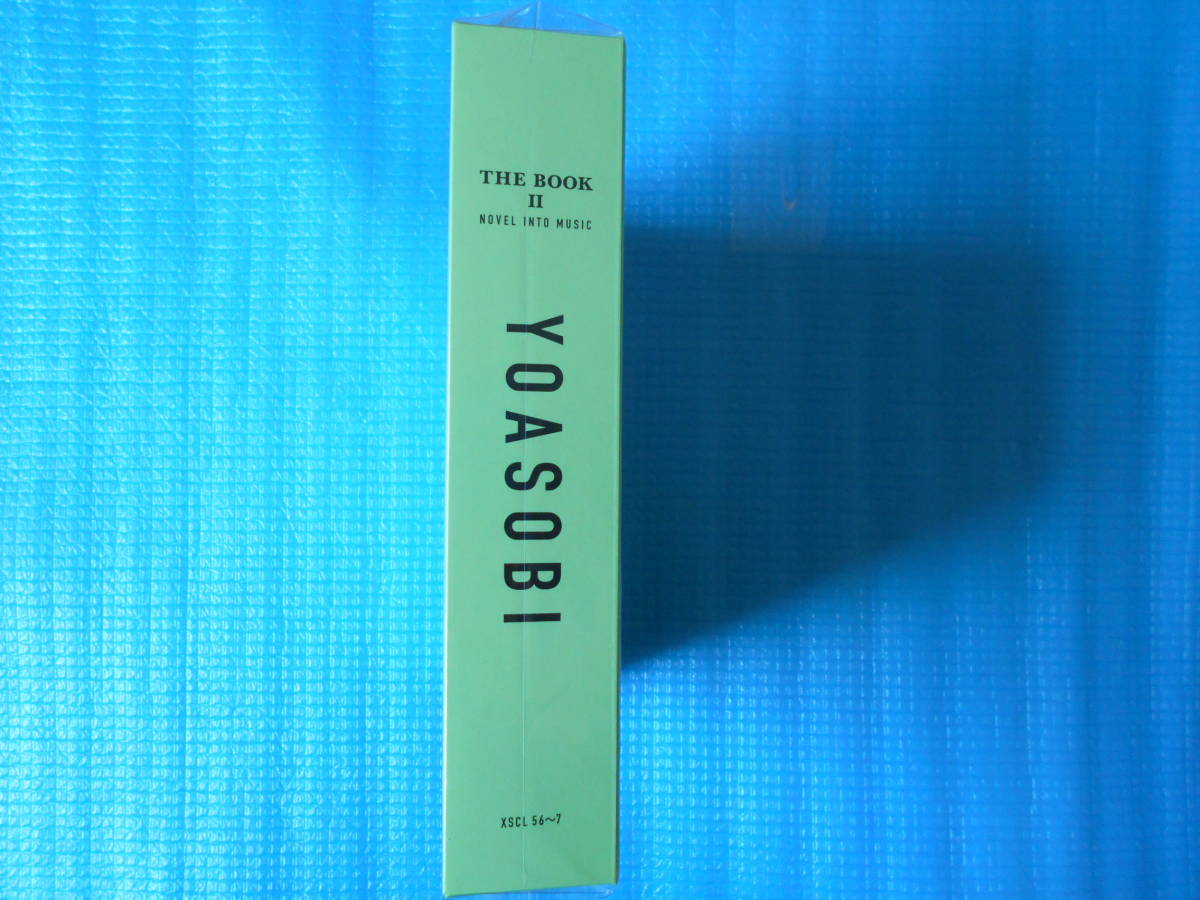 THE BOOK
II
NOVEL INTO MUSIC
YOASOBI
XSCL 56〜7